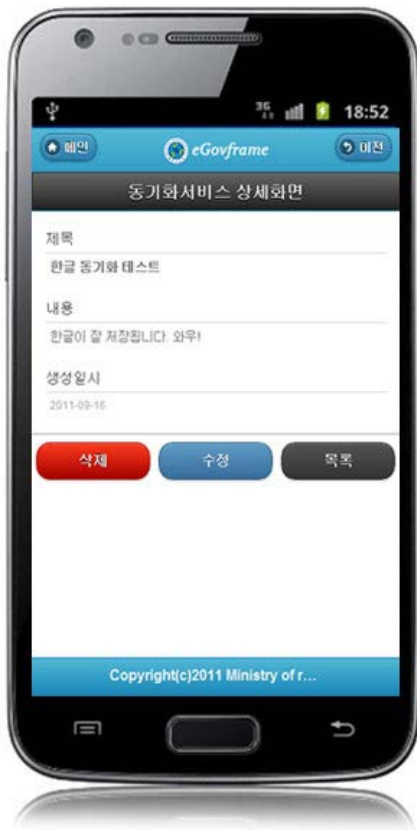 3G
18:52
메인
eGovframe
이전
동기화서비스 상세화면
제목
한글 동기화 테스트
내용
한글이 잘 저장됩니다. 와우!
생성일시
2011-09-16
삭제
수정
목록
Copyright(c)2011 Ministry of r...